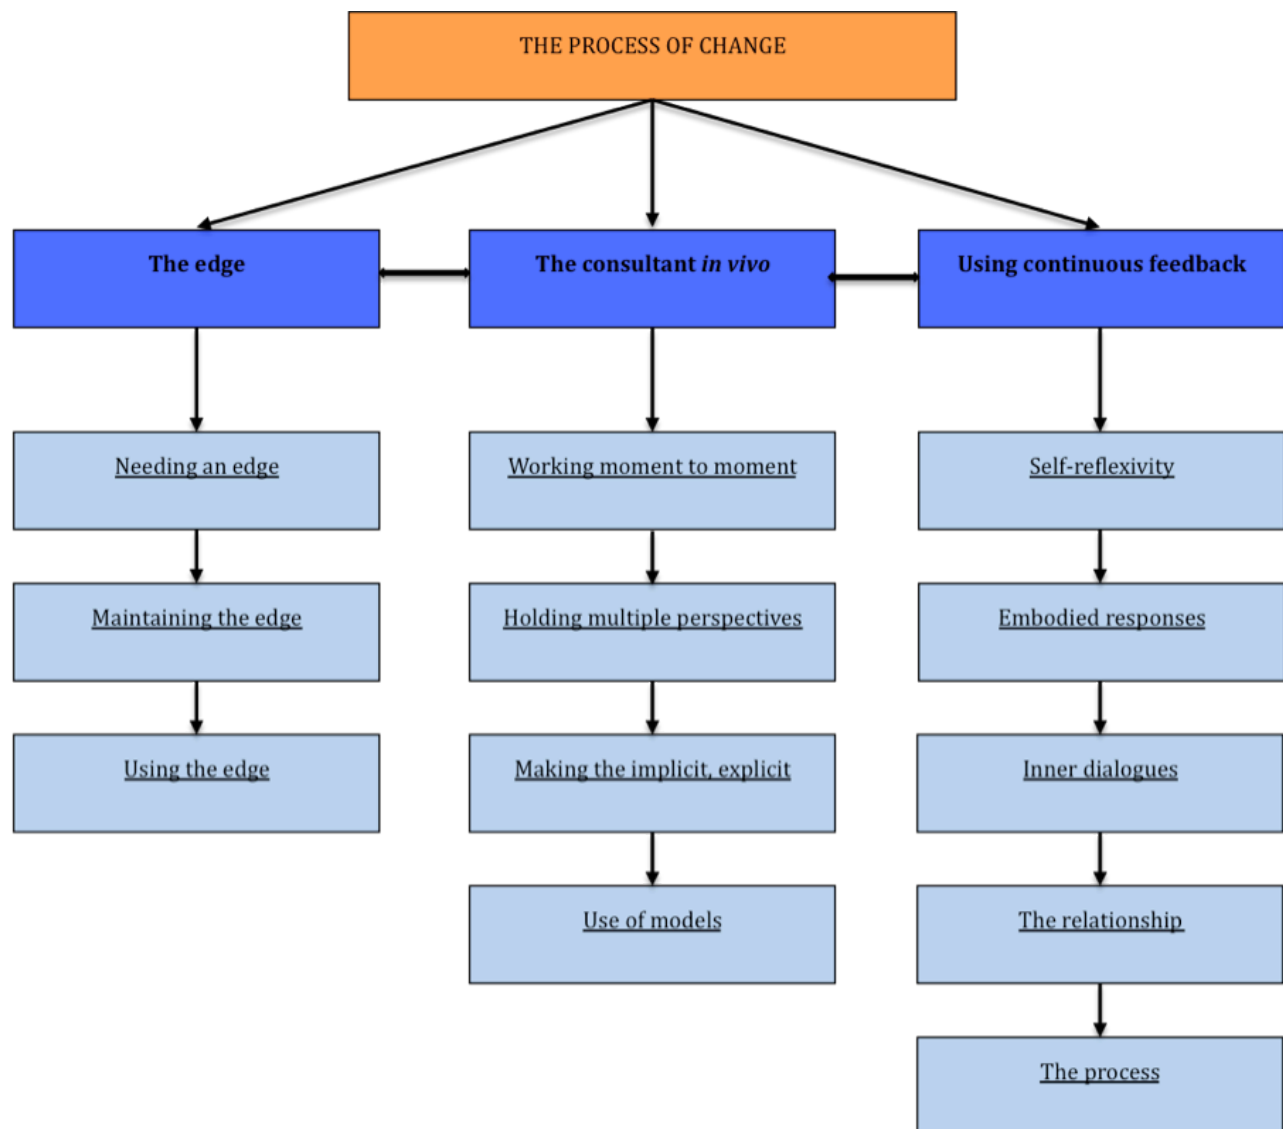 THE PROCESS OF CHANGE
The edge
The consultant in vivo
Using continuous feedback
Needing an edge
Working moment to moment
Self-reflexivity
Maintaining the edge
Holding multiple perspectives
Embodied responses
Using the edge
Making the implicit, explicit
Inner dialogues
Use of models
The relationship
The process